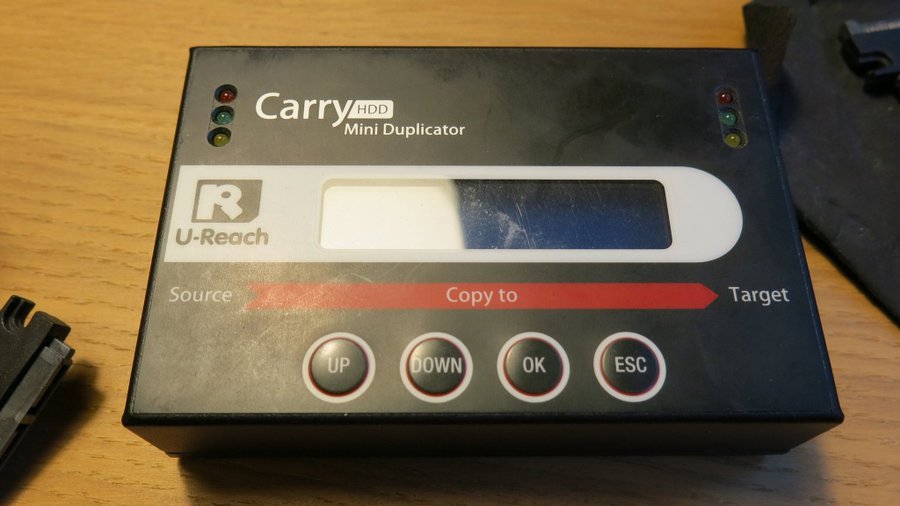 Carry HDD
Mini Duplicator
U-Reach
Source Copy to Target
UP DOWN OK ESC